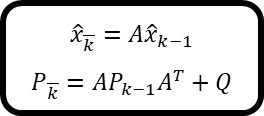 x̂_k̅ = Ax̂_{k−1}
P_k̅ = AP_{k−1}A^T + Q